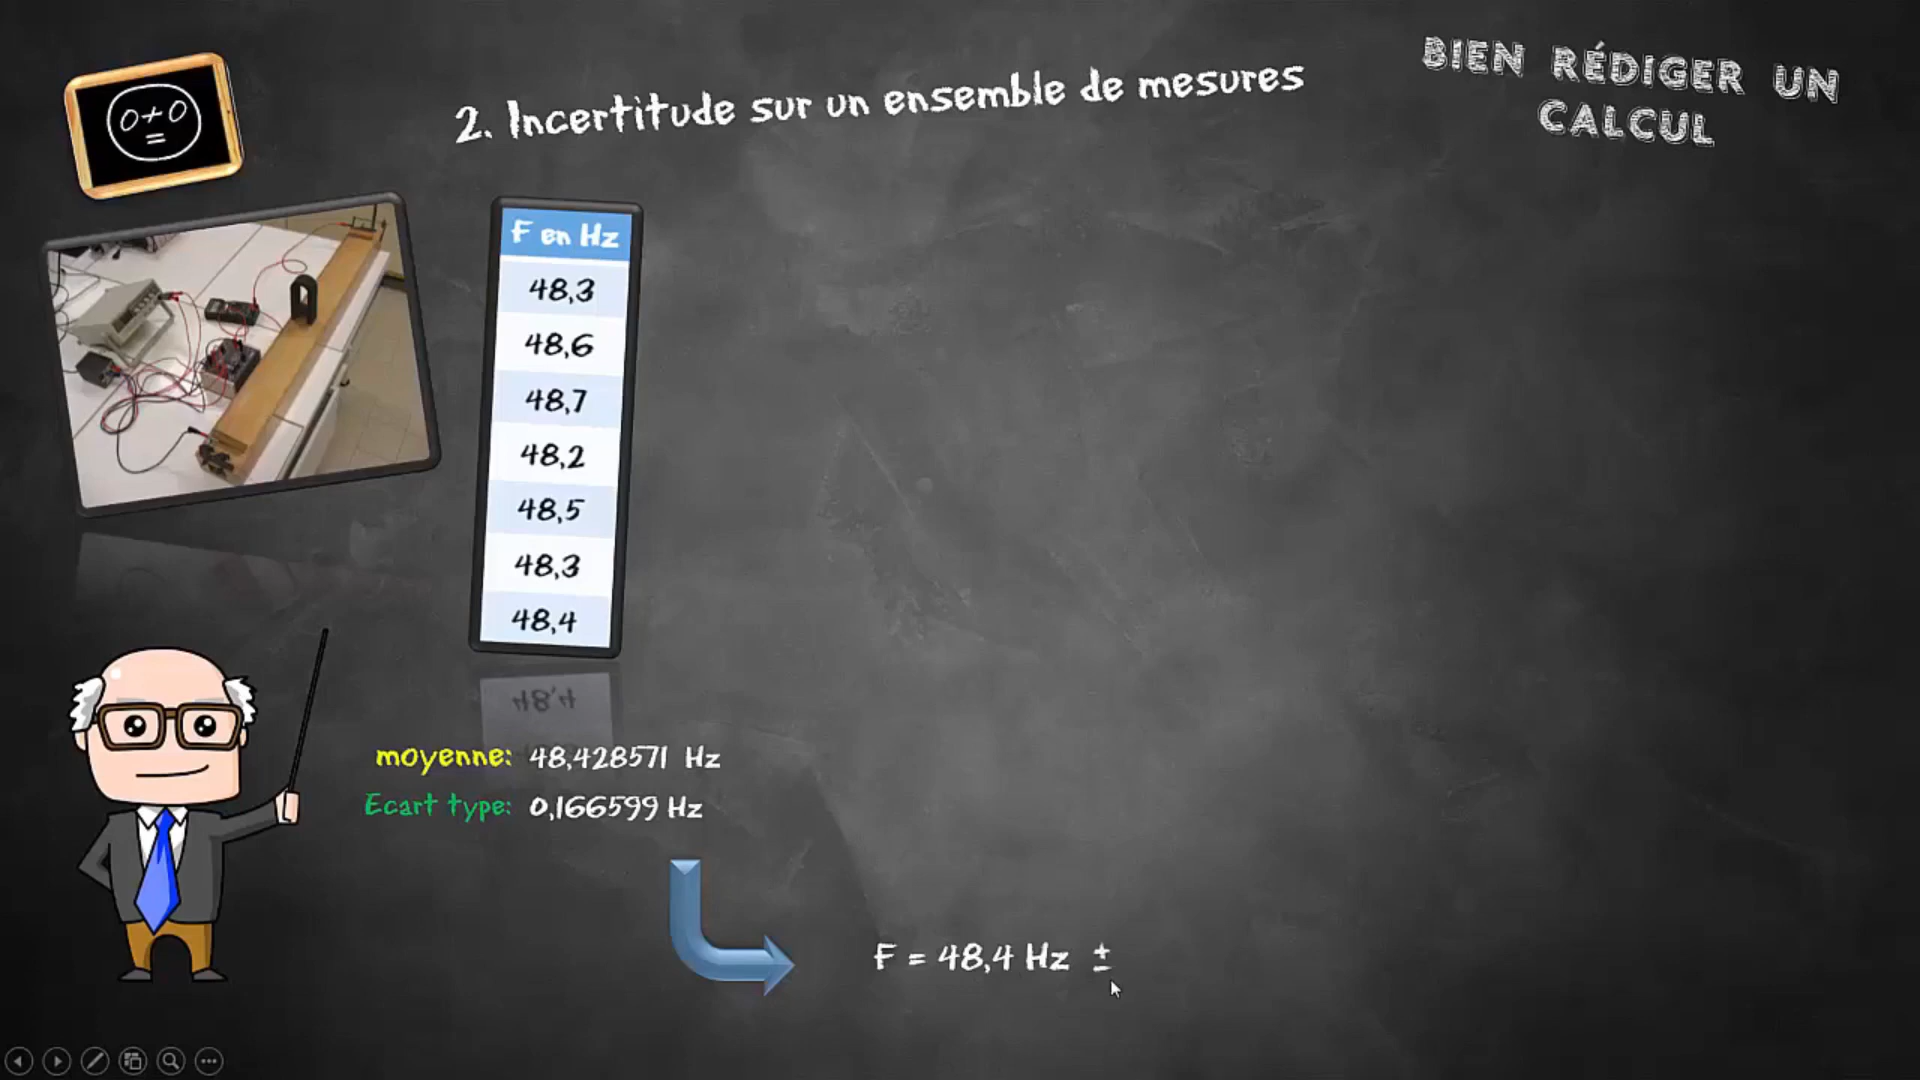 0+0
=
2. Incertitude sur un ensemble de mesures
BIEN RÉDIGER UN
CALCUL
F en Hz
48,3
48,6
48,7
48,2
48,5
48,3
48,4
moyenne: 48,428571 Hz
Ecart type: 0,166599 Hz
F = 48,4 Hz ±